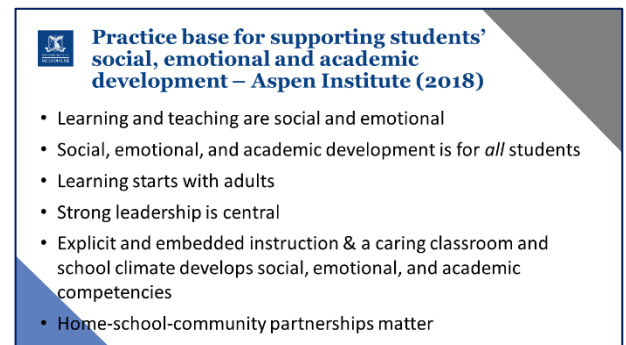 Practice base for supporting students’
social, emotional and academic
development – Aspen Institute (2018)
MELBOURNE
• Learning and teaching are social and emotional
• Social, emotional, and academic development is for all students
• Learning starts with adults
• Strong leadership is central
• Explicit and embedded instruction & a caring classroom and
school climate develops social, emotional, and academic
competencies
• Home-school-community partnerships matter